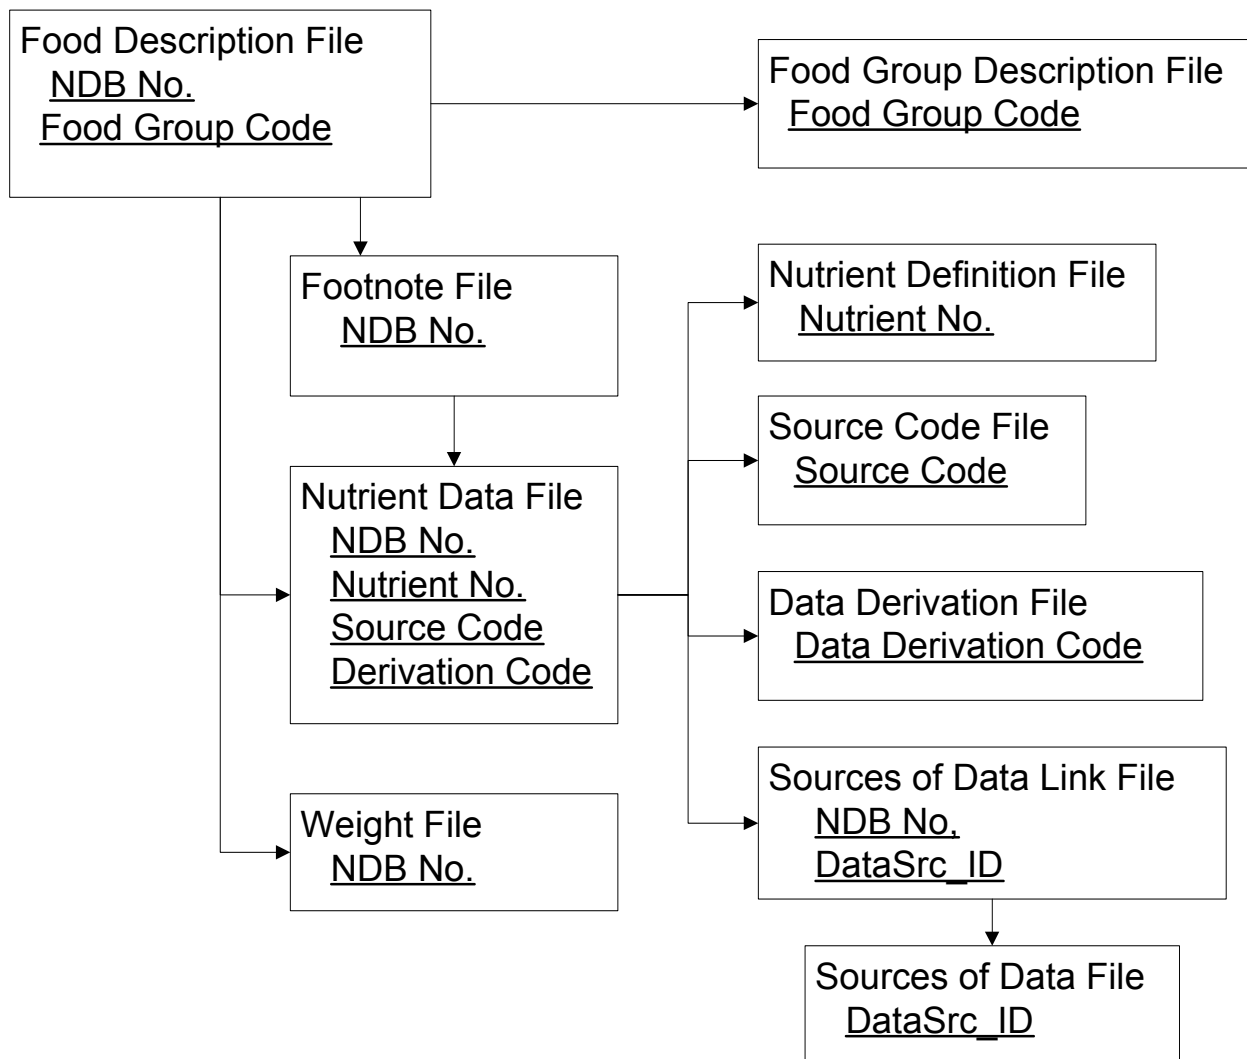 Food Description File
NDB No.
Food Group Code
Food Group Description File
Food Group Code
Footnote File
NDB No.
Nutrient Definition File
Nutrient No.
Source Code File
Source Code
Nutrient Data File
NDB No.
Nutrient No.
Source Code
Derivation Code
Data Derivation File
Data Derivation Code
Weight File
NDB No.
Sources of Data Link File
NDB No,
DataSrc_ID
Sources of Data File
DataSrc_ID